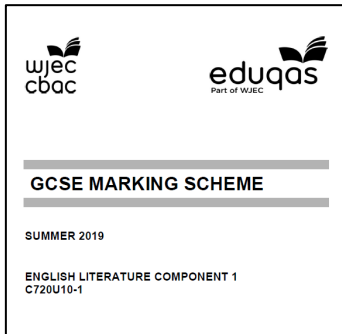 wjec
cbac
eduqas
Part of WJEC
GCSE MARKING SCHEME
SUMMER 2019
ENGLISH LITERATURE COMPONENT 1
C720U10-1